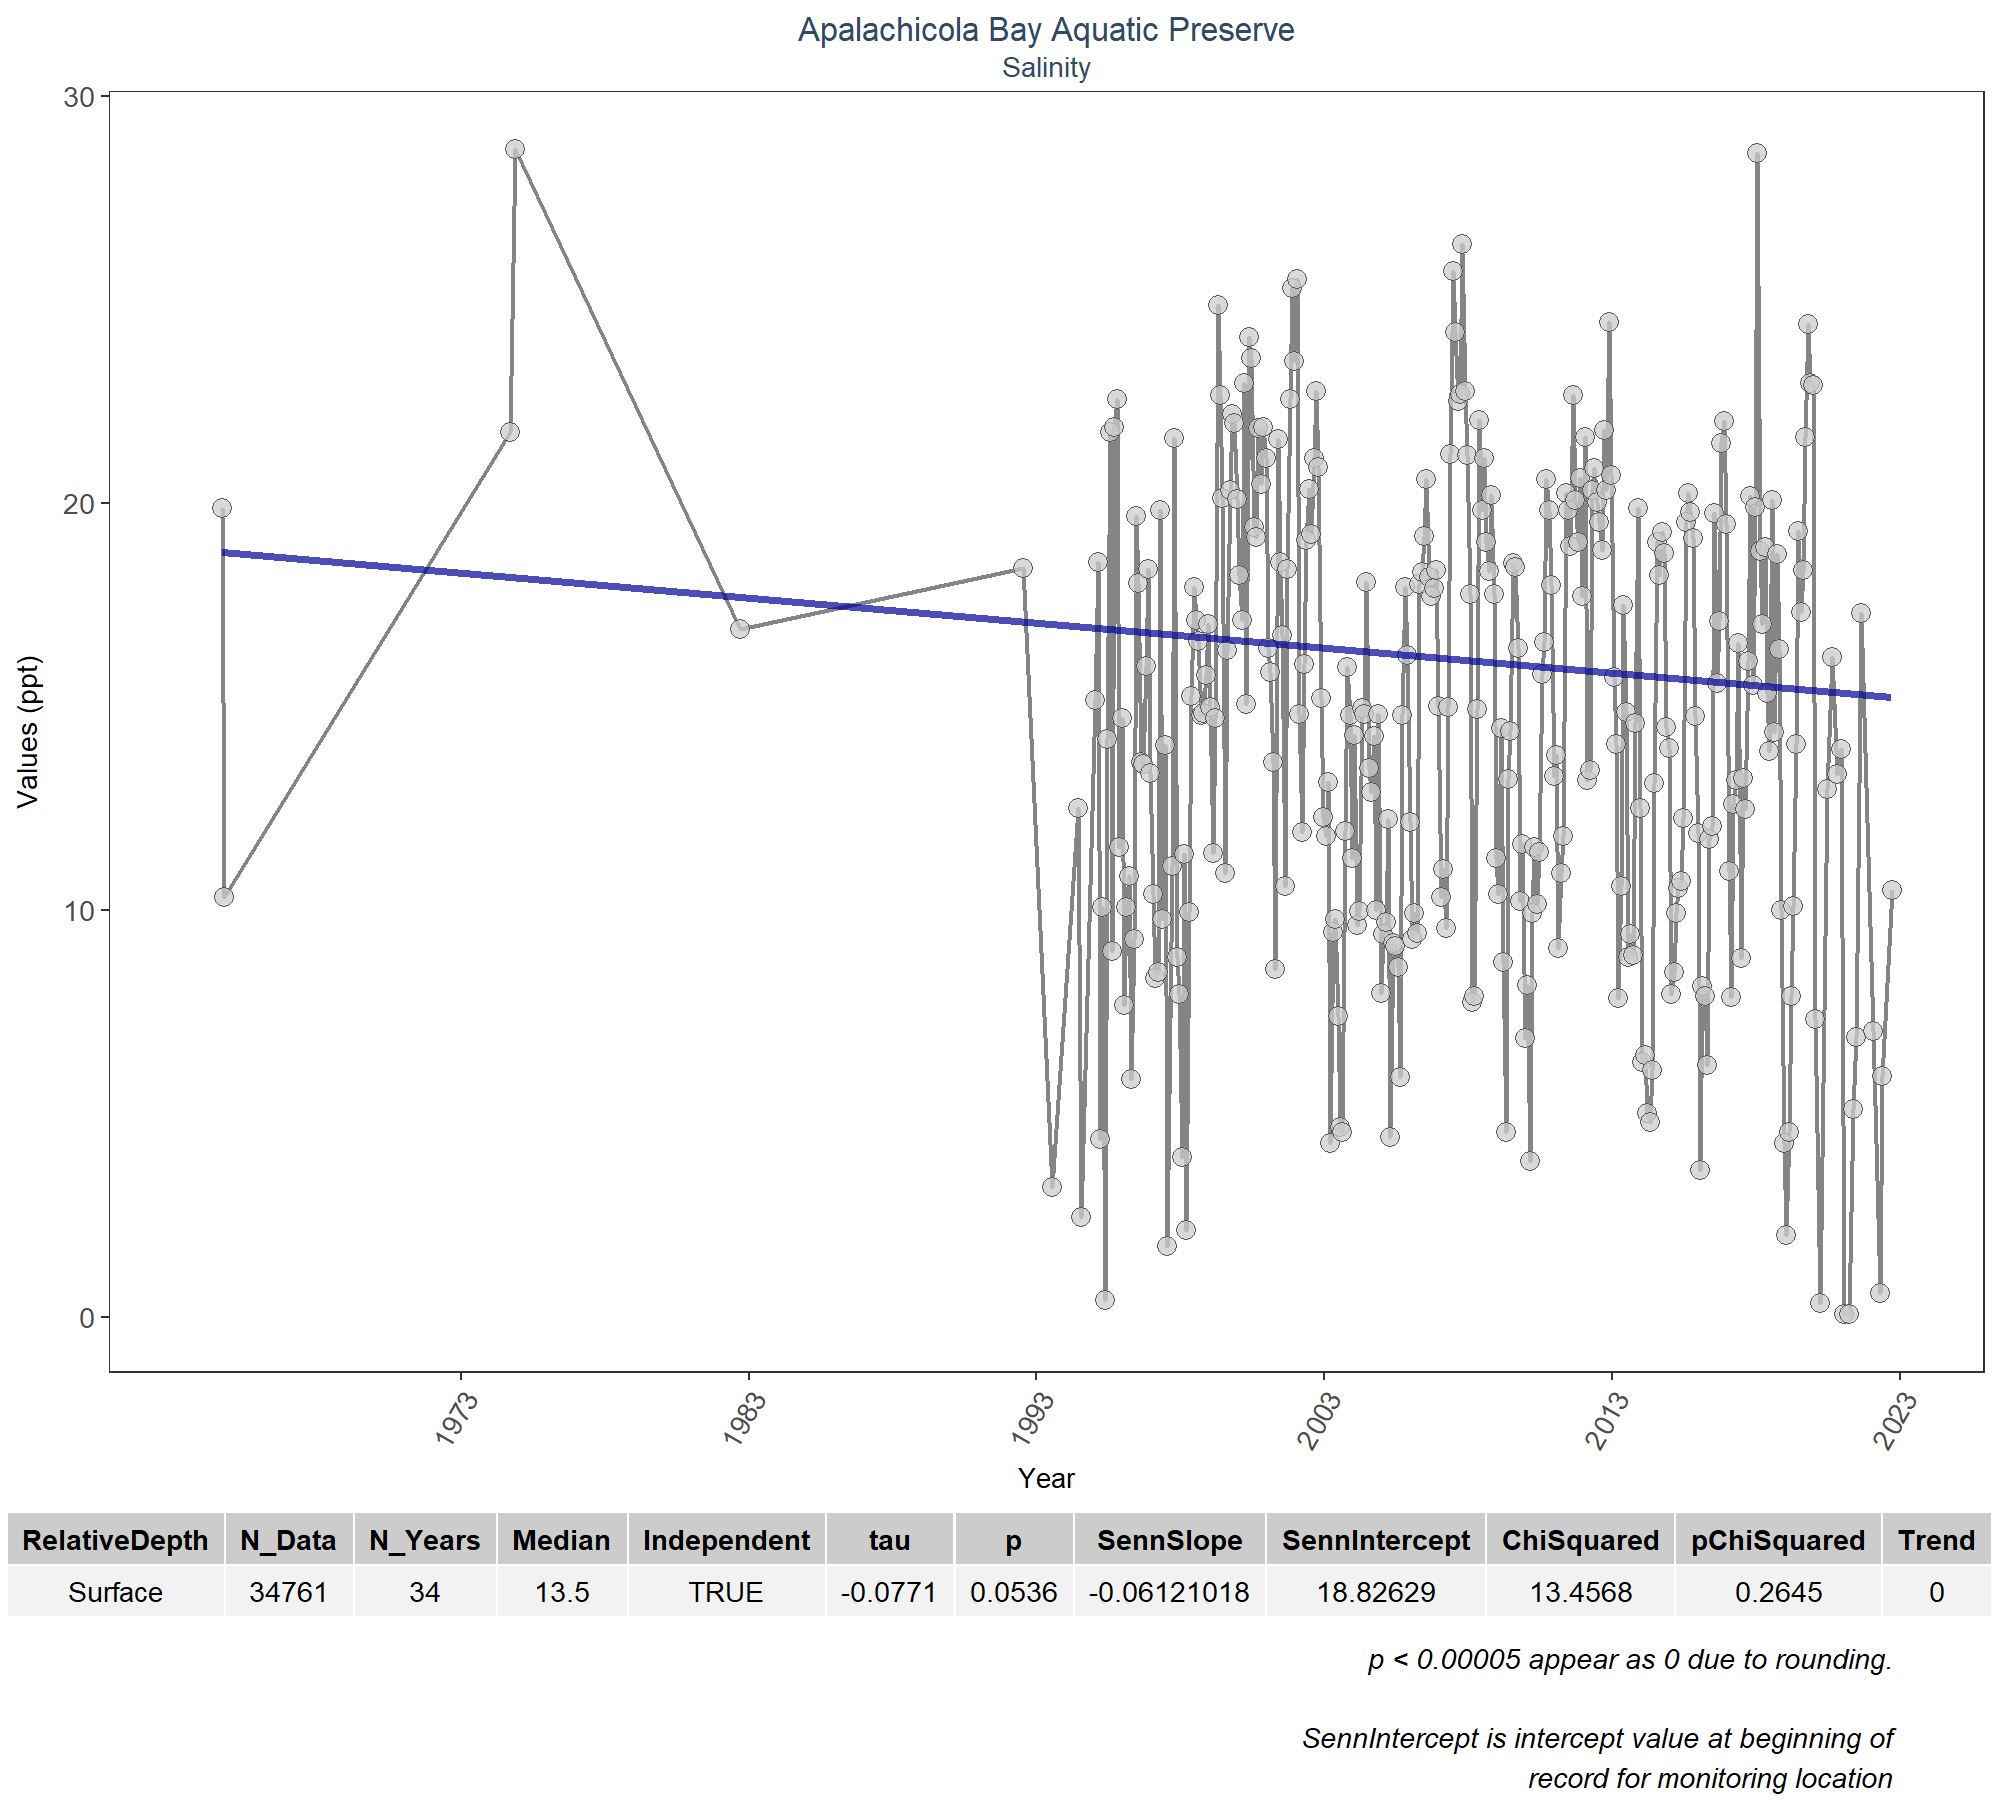 Apalachicola Bay Aquatic Preserve
Salinity
30
20
10
0
Values (ppt)
1973
1983
1993
2003
2013
2023
Year
RelativeDepth N_Data N_Years Median Independent tau p SennSlope SennIntercept ChiSquared pChiSquared Trend
Surface 34761 34 13.5 TRUE -0.0771 0.0536 -0.06121018 18.82629 13.4568 0.2645 0
p < 0.00005 appear as 0 due to rounding.
SennIntercept is intercept value at beginning of
record for monitoring location